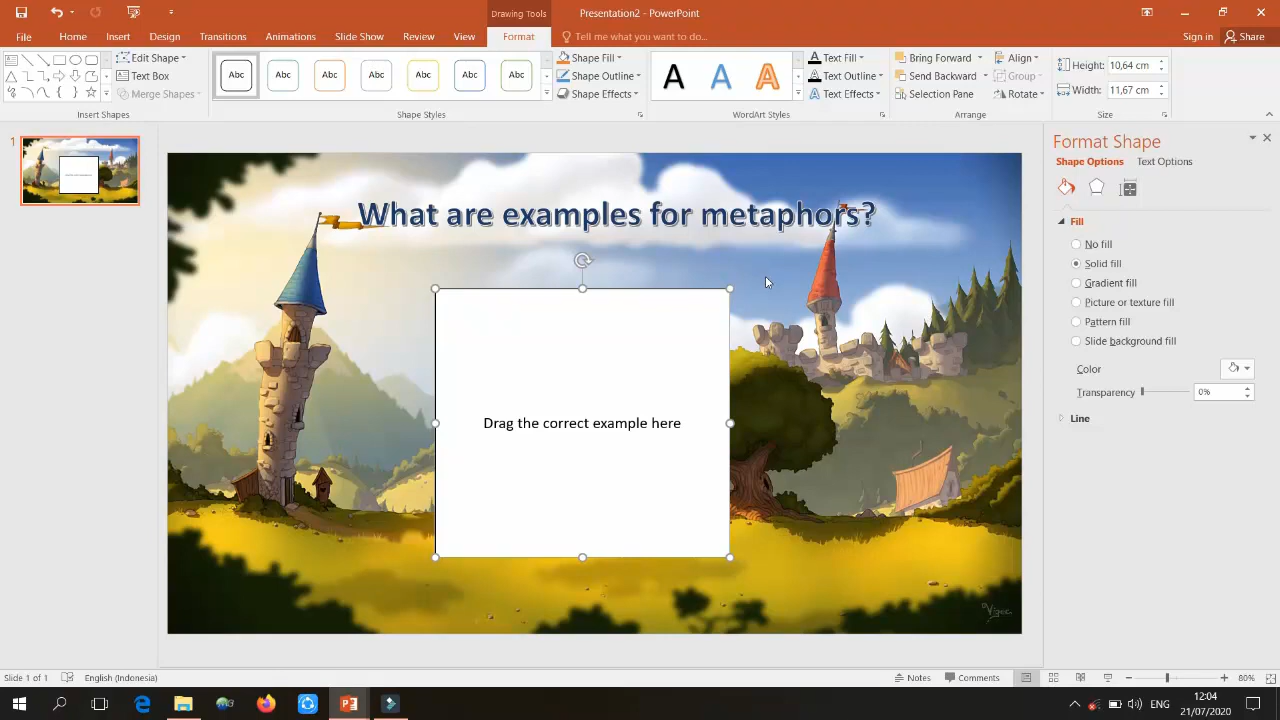 Drawing Tools
Presentation2 - PowerPoint
File
Home
Insert
Design
Transitions
Animations
Slide Show
Review
View
Format
Tell me what you want to do...
Sign in
Share
Edit Shape
Text Box
Merge Shapes
Insert Shapes
Abc
Abc
Abc
Abc
Abc
Abc
Abc
Shape Fill
Shape Outline
Shape Effects
Shape Styles
A
A
A
Text Fill
Text Outline
Text Effects
WordArt Styles
Bring Forward
Send Backward
Selection Pane
Align
Group
Rotate
Arrange
Height:
10,64 cm
Width:
11,67 cm
Size
1
What are examples for metaphors?
Drag the correct example here
Format Shape
Shape Options
Text Options
Fill
No fill
Solid fill
Gradient fill
Picture or texture fill
Pattern fill
Slide background fill
Color
Transparency
0%
Line
Slide 1 of 1
English (Indonesia)
Notes
Comments
80%
ENG
12:04
21/07/2020